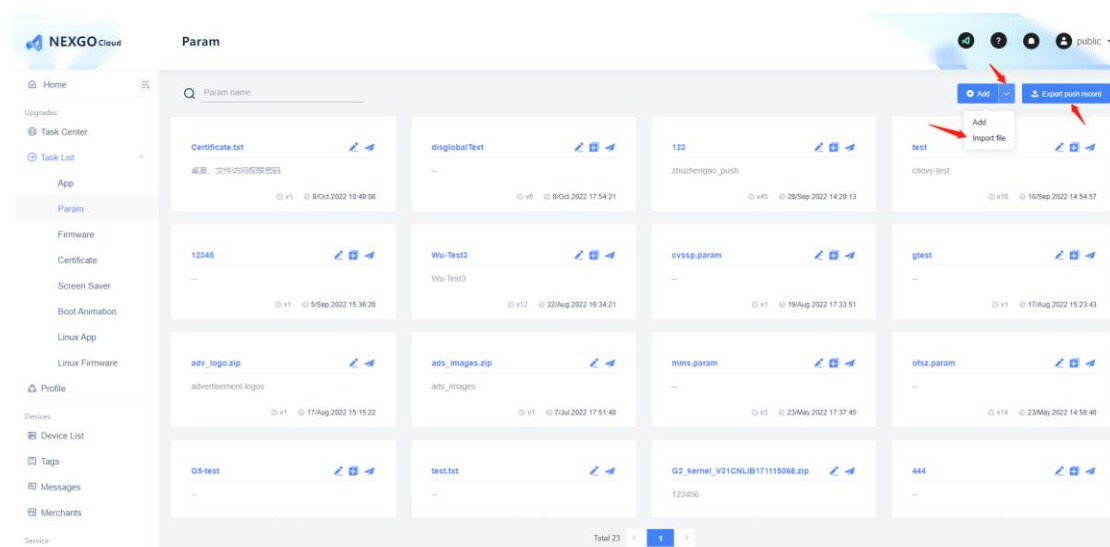 NEXGO Cloud
Param
public
Home
Param name
Add
Export push record
Add
Import file
Upgrades
Task Center
Task List
App
Param
Firmware
Certificate
Screen Saver
Boot Animation
Linux App
Linux Firmware
Profile
Devices
Device List
Tags
Messages
Merchants
Service
Certificate.txt
桌面、文件访问权限密码
v1 9/Oct.2022 10:49:08
disglobalText
--
v8 8/Oct.2022 17:54:21
123
zhuzhengao_push
v45 28/Sep.2022 14:20:13
test
chovy-test
v16 16/Sep.2022 14:54:57
12345
--
v1 5/Sep.2022 15:36:20
Wu-Test3
Wu-Test3
v12 22/Aug.2022 16:34:21
cvssp.param
--
v1 19/Aug.2022 17:33:51
gtest
--
v1 17/Aug.2022 15:23:43
adv_logo.zip
advertisement logos
v1 17/Aug.2022 15:15:22
ads_images.zip
ads_images
v1 7/Jul.2022 17:51:40
mms.param
--
v3 23/May.2022 17:37:45
ofsz.param
--
v14 23/May.2022 14:58:46
G5-test
--
test.txt
--
G2_kernel_V31CNLIB171115068.zip
123456
444
--
Total 23
1